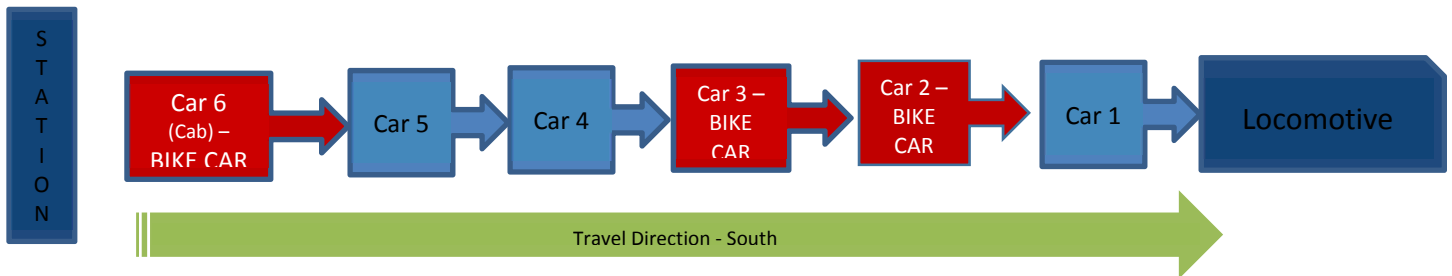 S
T
A
T
I
O
N
Car 6
(Cab) –
BIKE CAR
Car 5
Car 4
Car 3 –
BIKE
CAR
Car 2 –
BIKE
CAR
Car 1
Locomotive
Travel Direction - South